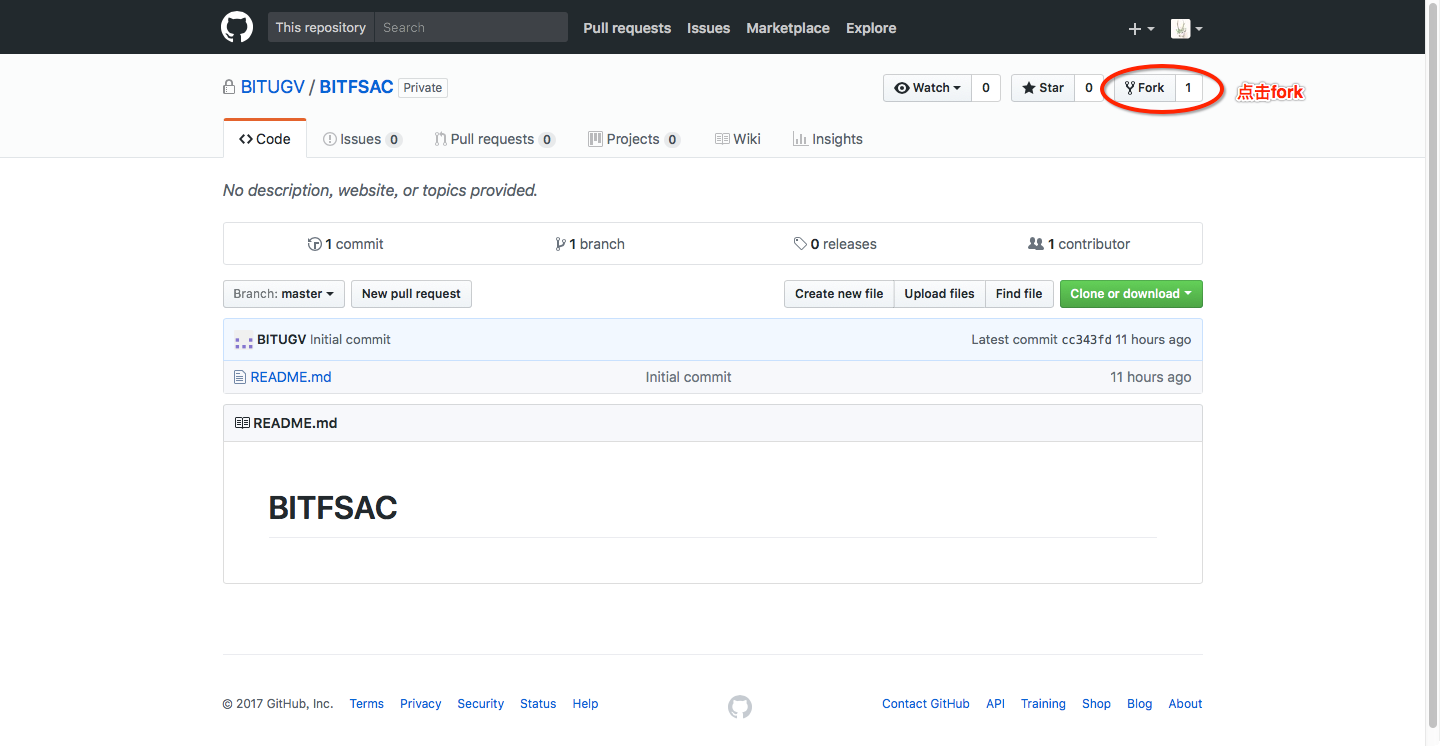 This repository Search Pull requests Issues Marketplace Explore
BITUGV / BITFSAC Private Watch 0 Star 0 Fork 1 点击fork
Code Issues 0 Pull requests 0 Projects 0 Wiki Insights
No description, website, or topics provided.
1 commit 1 branch 0 releases 1 contributor
Branch: master New pull request Create new file Upload files Find file Clone or download
BITUGV Initial commit Latest commit cc343fd 11 hours ago
README.md Initial commit 11 hours ago
README.md
BITFSAC
© 2017 GitHub, Inc. Terms Privacy Security Status Help Contact GitHub API Training Shop Blog About